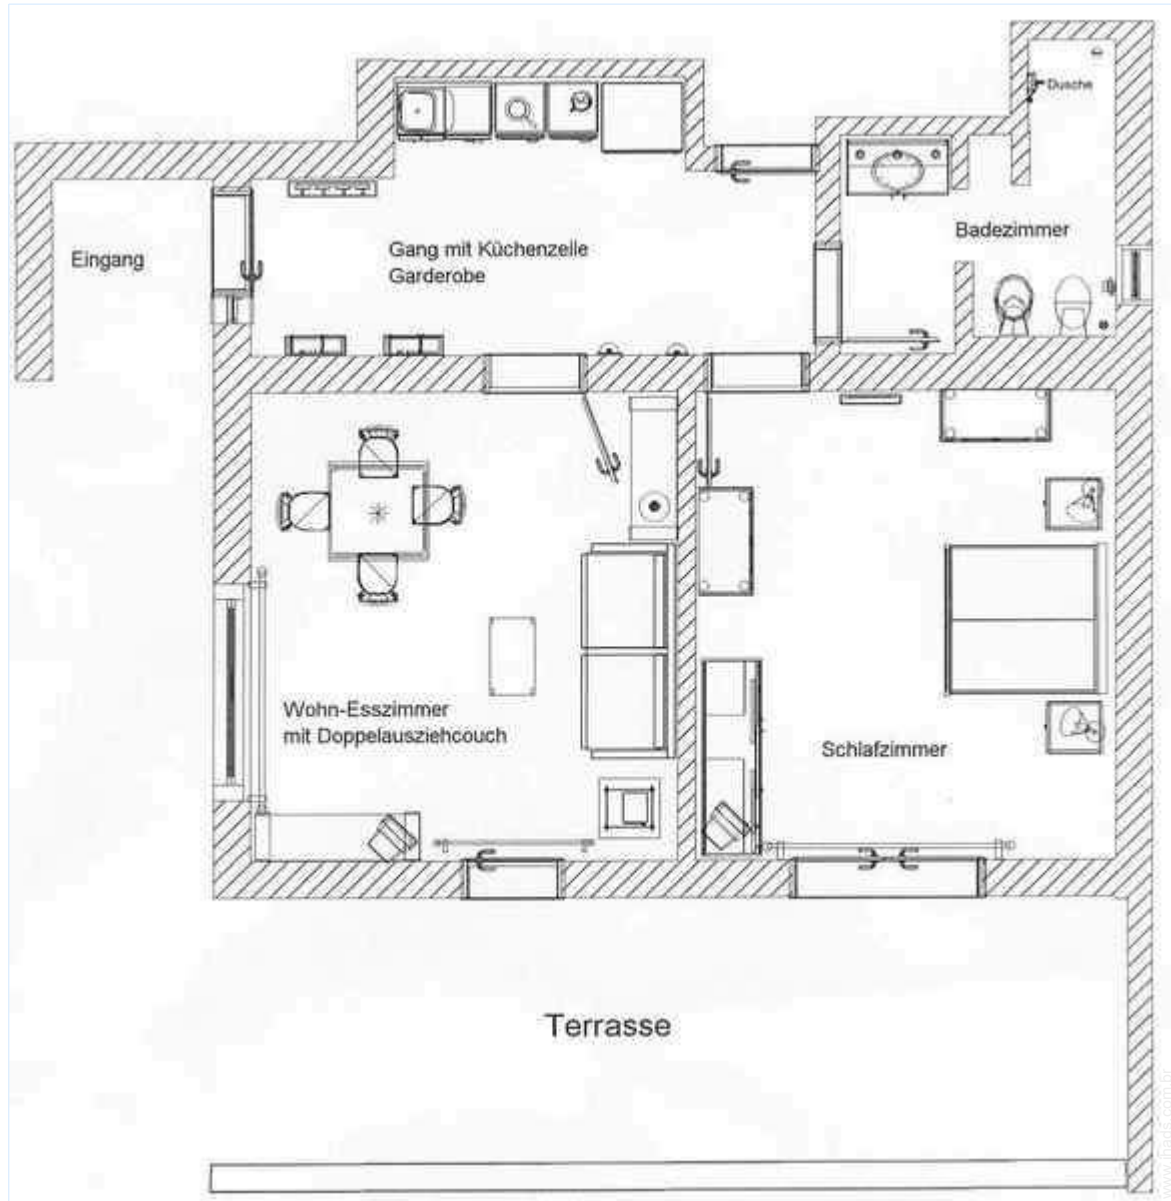 Dusche
Eingang
Gang mit Küchenzeile
Garderobe
Badezimmer
Wohn-Esszimmer
mit Doppelausziehcouch
Schlafzimmer
Terrasse